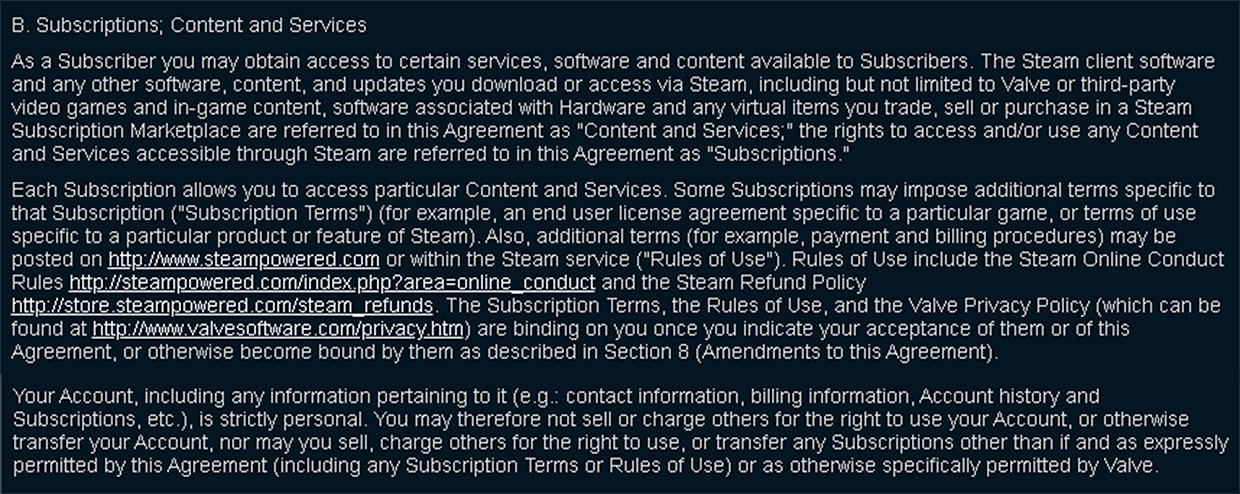 B. Subscriptions; Content and Services
As a Subscriber you may obtain access to certain services, software and content available to Subscribers. The Steam client software
and any other software, content, and updates you download or access via Steam, including but not limited to Valve or third-party
video games and in-game content, software associated with Hardware and any virtual items you trade, sell or purchase in a Steam
Subscription Marketplace are referred to in this Agreement as "Content and Services;" the rights to access and/or use any Content
and Services accessible through Steam are referred to in this Agreement as "Subscriptions."
Each Subscription allows you to access particular Content and Services. Some Subscriptions may impose additional terms specific to
that Subscription ("Subscription Terms") (for example, an end user license agreement specific to a particular game, or terms of use
specific to a particular product or feature of Steam). Also, additional terms (for example, payment and billing procedures) may be
posted on http://www.steampowered.com or within the Steam service ("Rules of Use"). Rules of Use include the Steam Online Conduct
Rules http://steampowered.com/index.php?area=online_conduct and the Steam Refund Policy
http://store.steampowered.com/steam_refunds. The Subscription Terms, the Rules of Use, and the Valve Privacy Policy (which can be
found at http://www.valvesoftware.com/privacy.htm) are binding on you once you indicate your acceptance of them or of this
Agreement, or otherwise become bound by them as described in Section 8 (Amendments to this Agreement).
Your Account, including any information pertaining to it (e.g.: contact information, billing information, Account history and
Subscriptions, etc.), is strictly personal. You may therefore not sell or charge others for the right to use your Account, or otherwise
transfer your Account, nor may you sell, charge others for the right to use, or transfer any Subscriptions other than if and as expressly
permitted by this Agreement (including any Subscription Terms or Rules of Use) or as otherwise specifically permitted by Valve.